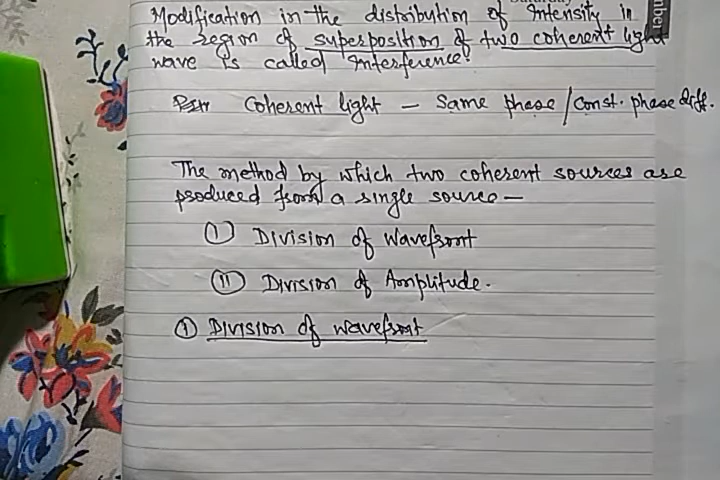 Modification in the distribution of Intensity in
the region of superposition of two coherent light
wave is called Interference.
Coherent light – Same phase/Const. phase diff.
The method by which two coherent sources are
produced from a single source –
(I) Division of Wavefront
(II) Division of Amplitude.
(I) Division of wavefront